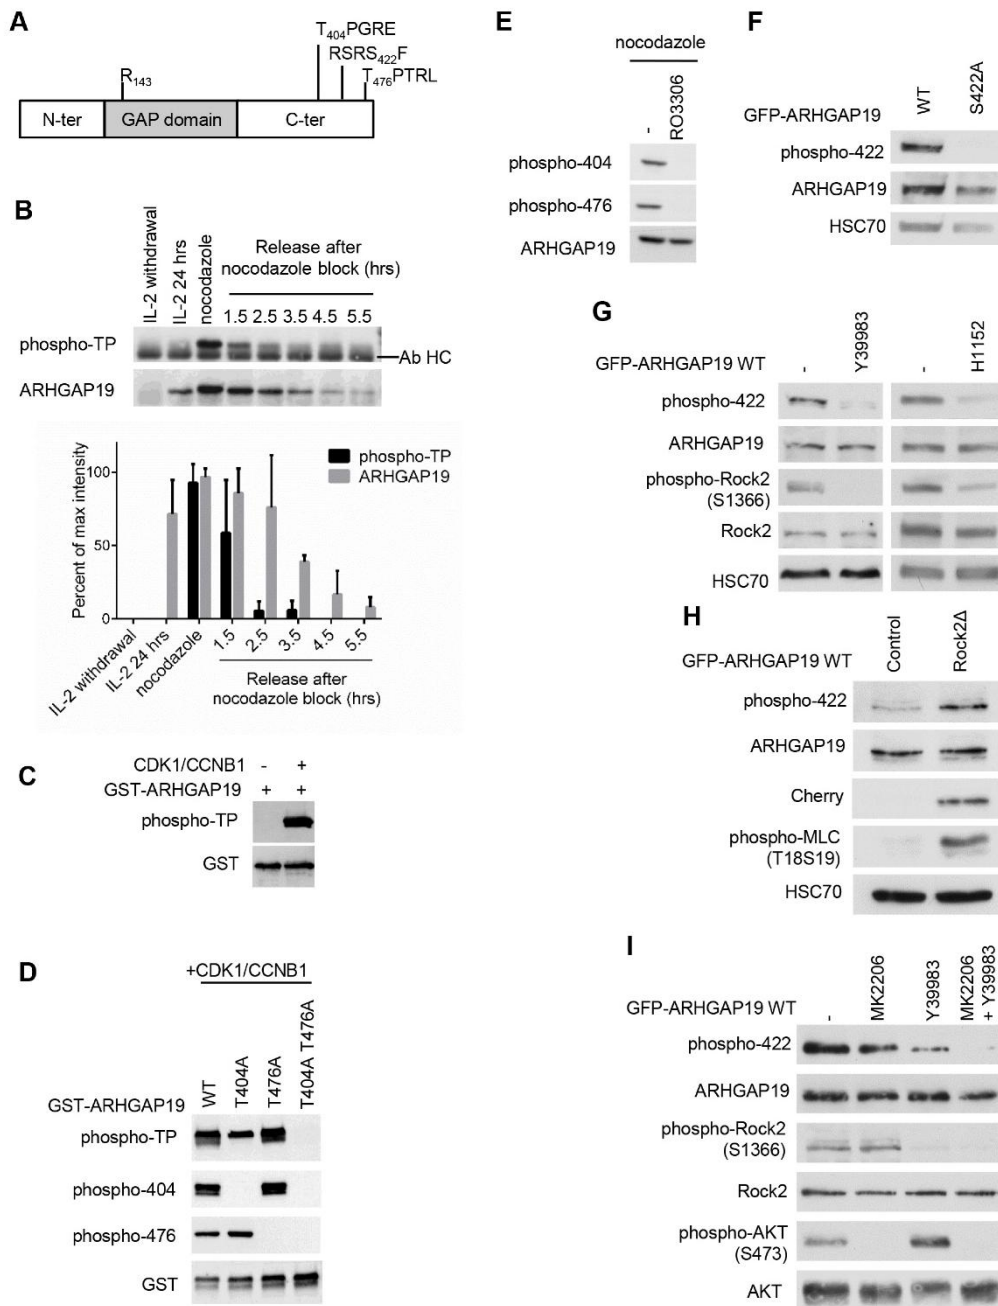 A
T404PGRE
RSRS422F
R143
T476PTRL
N-ter
GAP domain
C-ter
B
IL-2 withdrawal
IL-2 24 hrs
nocodazole
Release after
nocodazole block (hrs)
1.5 2.5 3.5 4.5 5.5
phospho-TP
Ab HC
ARHGAP19
Percent of max intensity
100
50
0
phospho-TP
ARHGAP19
IL-2 withdrawal
IL-2 24 hrs
nocodazole
1.5
2.5
3.5
4.5
5.5
Release after
nocodazole block (hrs)
C
CDK1/CCNB1 - +
GST-ARHGAP19 + +
phospho-TP
GST
D
+CDK1/CCNB1
GST-ARHGAP19
WT
T404A
T476A
T404A T476A
phospho-TP
phospho-404
phospho-476
GST
E
nocodazole
-
RO3306
phospho-404
phospho-476
ARHGAP19
F
GFP-ARHGAP19
WT
S422A
phospho-422
ARHGAP19
HSC70
G
GFP-ARHGAP19 WT
-
Y39983
-
H1152
phospho-422
ARHGAP19
phospho-Rock2
(S1366)
Rock2
HSC70
H
GFP-ARHGAP19 WT
Control
Rock2Δ
phospho-422
ARHGAP19
Cherry
phospho-MLC
(T18S19)
HSC70
I
GFP-ARHGAP19 WT
-
MK2206
Y39983
MK2206
+ Y39983
phospho-422
ARHGAP19
phospho-Rock2
(S1366)
Rock2
phospho-AKT
(S473)
AKT